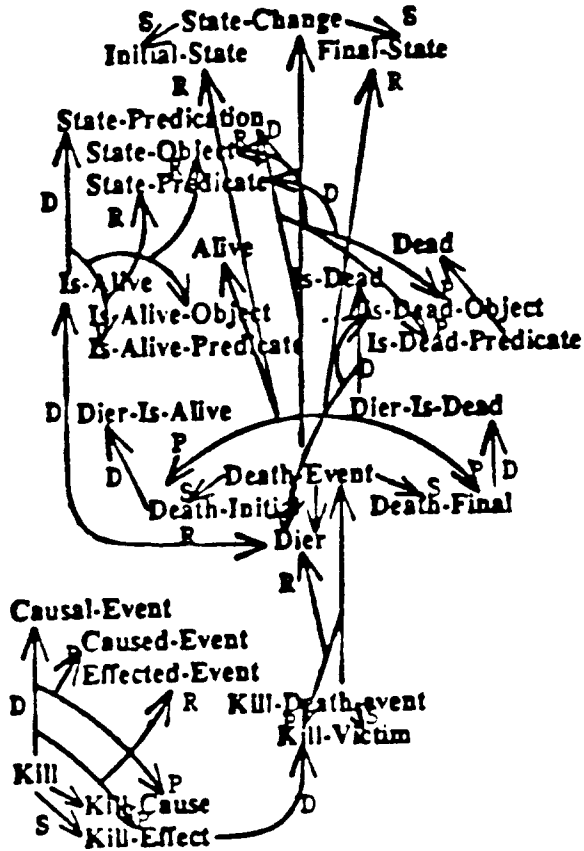 S State-Change S
Initial-State Final-State
R R
State-Predication
State-Object R D
State-Predicate R
D R D
Alive Dead
Is-Alive Is-Dead P
Is-Alive-Object Is-Dead-Object
Is-Alive-Predicate Is-Dead-Predicate P
D
D Dier-Is-Alive Dier-Is-Dead
P
D Death-Event P D
S S
Death-Initial Death-Final
R Dier
R
Causal-Event
Caused-Event
R
Effected-Event
D R Kill-Death-event
P S
Kill-Victim
Kill P
Kill-Cause D
S P
Kill-Effect